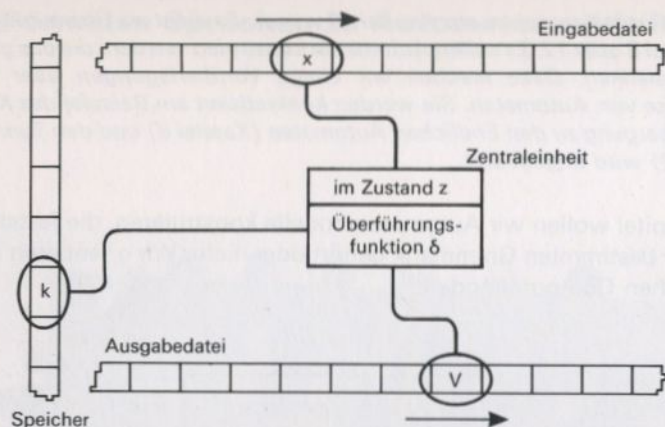 Eingabedatei
x
Zentraleinheit
im Zustand z
Überführungs-
funktion δ
k
Ausgabedatei
V
Speicher